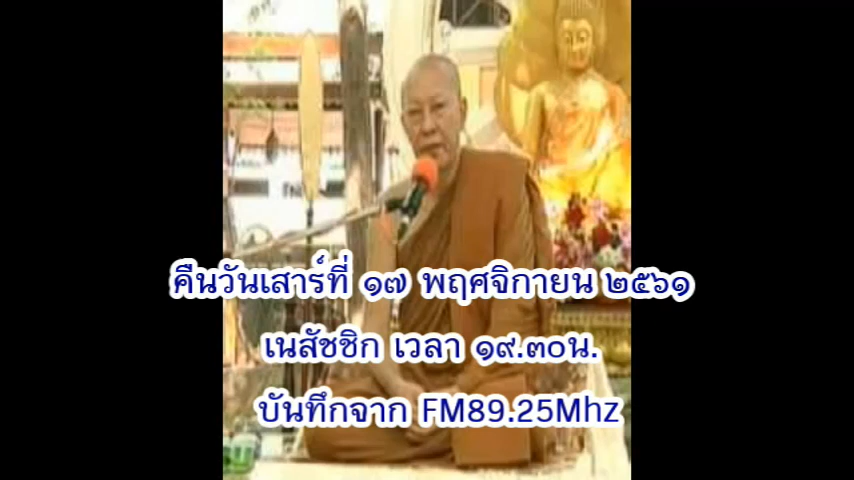 คืนวันเสาร์ที่ ๑๗ พฤศจิกายน ๒๕๖๑
เนสัชชิก เวลา ๑๙.๓๐น.
บันทึกจาก FM89.25Mhz